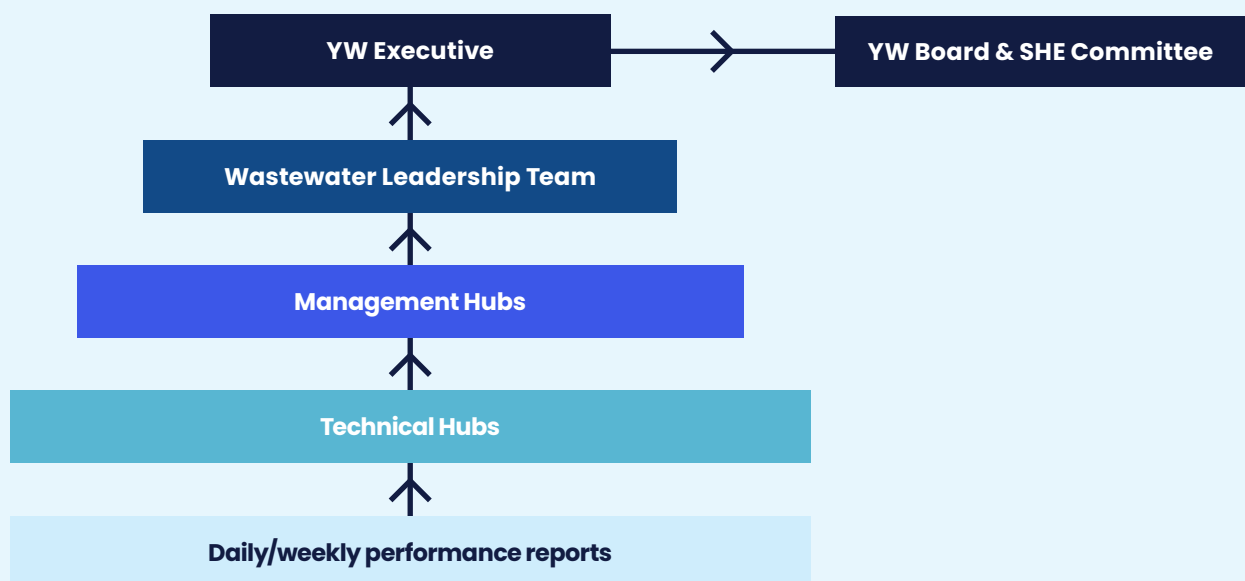 YW Executive
YW Board & SHE Committee
Wastewater Leadership Team
Management Hubs
Technical Hubs
Daily/weekly performance reports